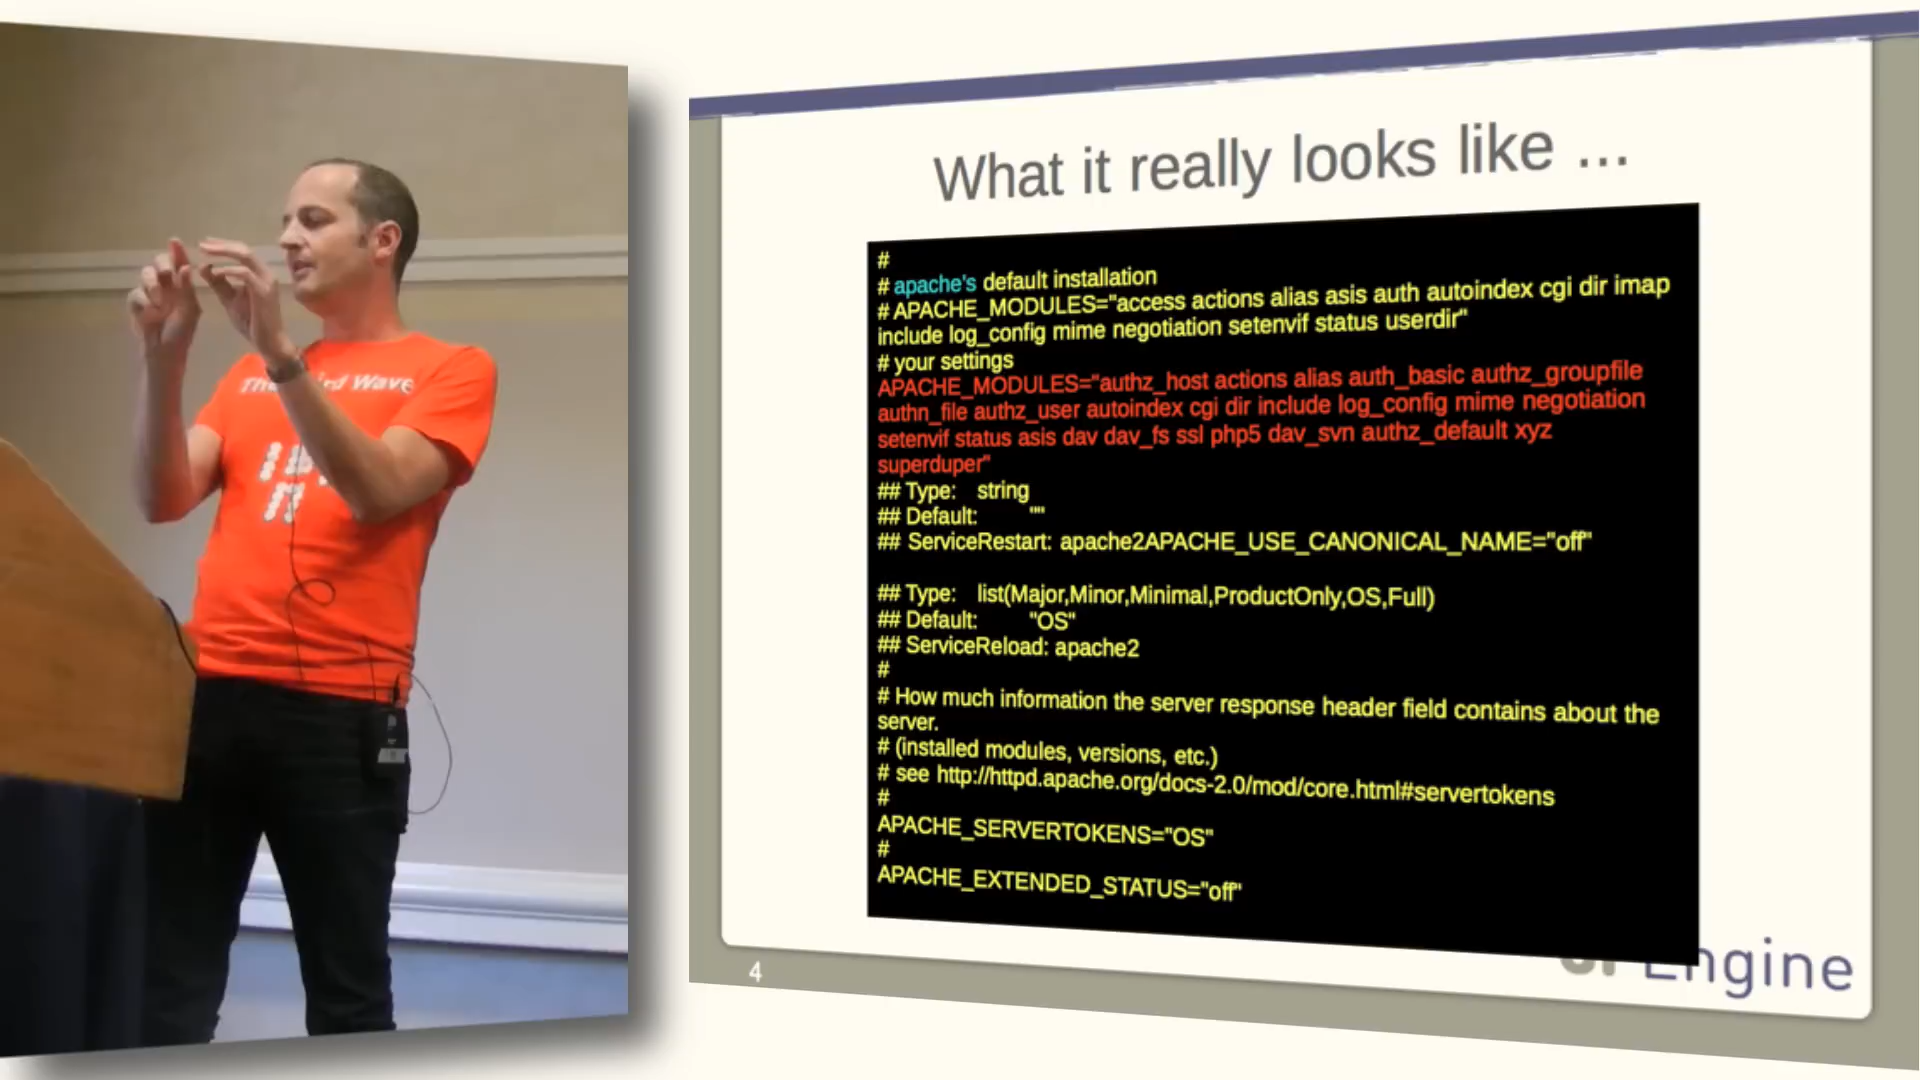 What it really looks like ...
#
# apache's default installation
# APACHE_MODULES="access actions alias asis auth autoindex cgi dir imap
include log_config mime negotiation setenvif status userdir"
# your settings
APACHE_MODULES="authz_host actions alias auth_basic authz_groupfile
authn_file authz_user autoindex cgi dir include log_config mime negotiation
setenvif status asis dav dav_fs ssl php5 dav_svn authz_default xyz
superduper"
## Type: string
## Default: ""
## ServiceRestart: apache2APACHE_USE_CANONICAL_NAME="off"
## Type: list(Major,Minor,Minimal,ProductOnly,OS,Full)
## Default: "OS"
## ServiceReload: apache2
#
# How much information the server response header field contains about the
server.
# (installed modules, versions, etc.)
# see http://httpd.apache.org/docs-2.0/mod/core.html#servertokens
#
APACHE_SERVERTOKENS="OS"
#
APACHE_EXTENDED_STATUS="off"
Engine
4
Wave